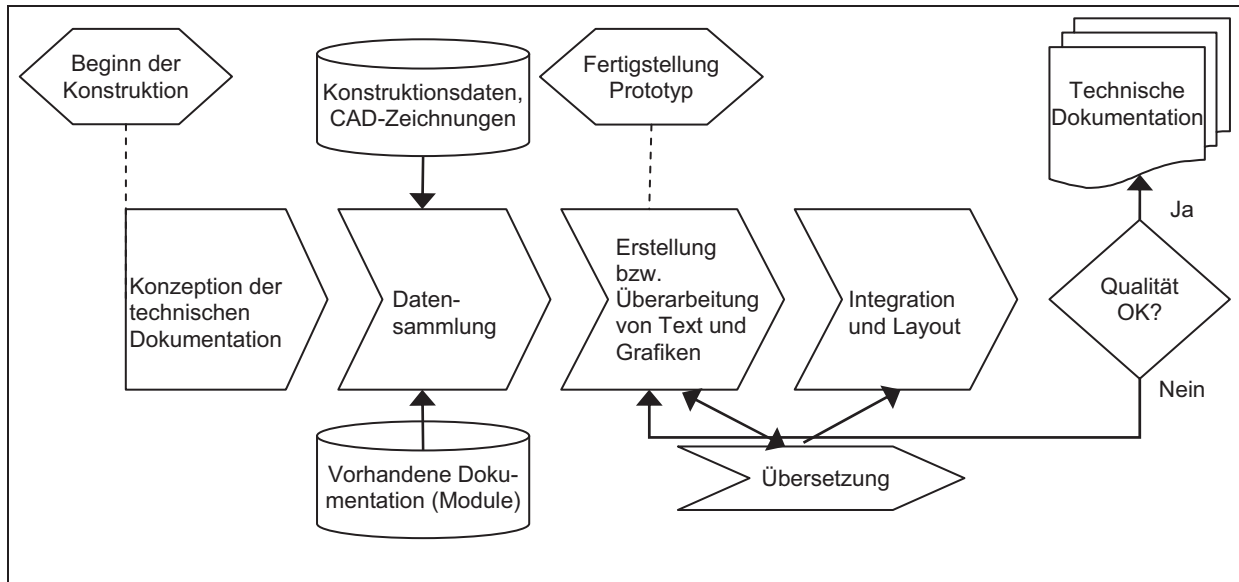 Beginn der
Konstruktion
Konstruktionsdaten,
CAD-Zeichnungen
Fertigstellung
Prototyp
Technische
Dokumentation
Konzeption der
technischen
Dokumentation
Daten-
sammlung
Erstellung
bzw.
Überarbeitung
von Text und
Grafiken
Integration
und Layout
Qualität
OK?
Ja
Nein
Vorhandene Doku-
mentation (Module)
Übersetzung